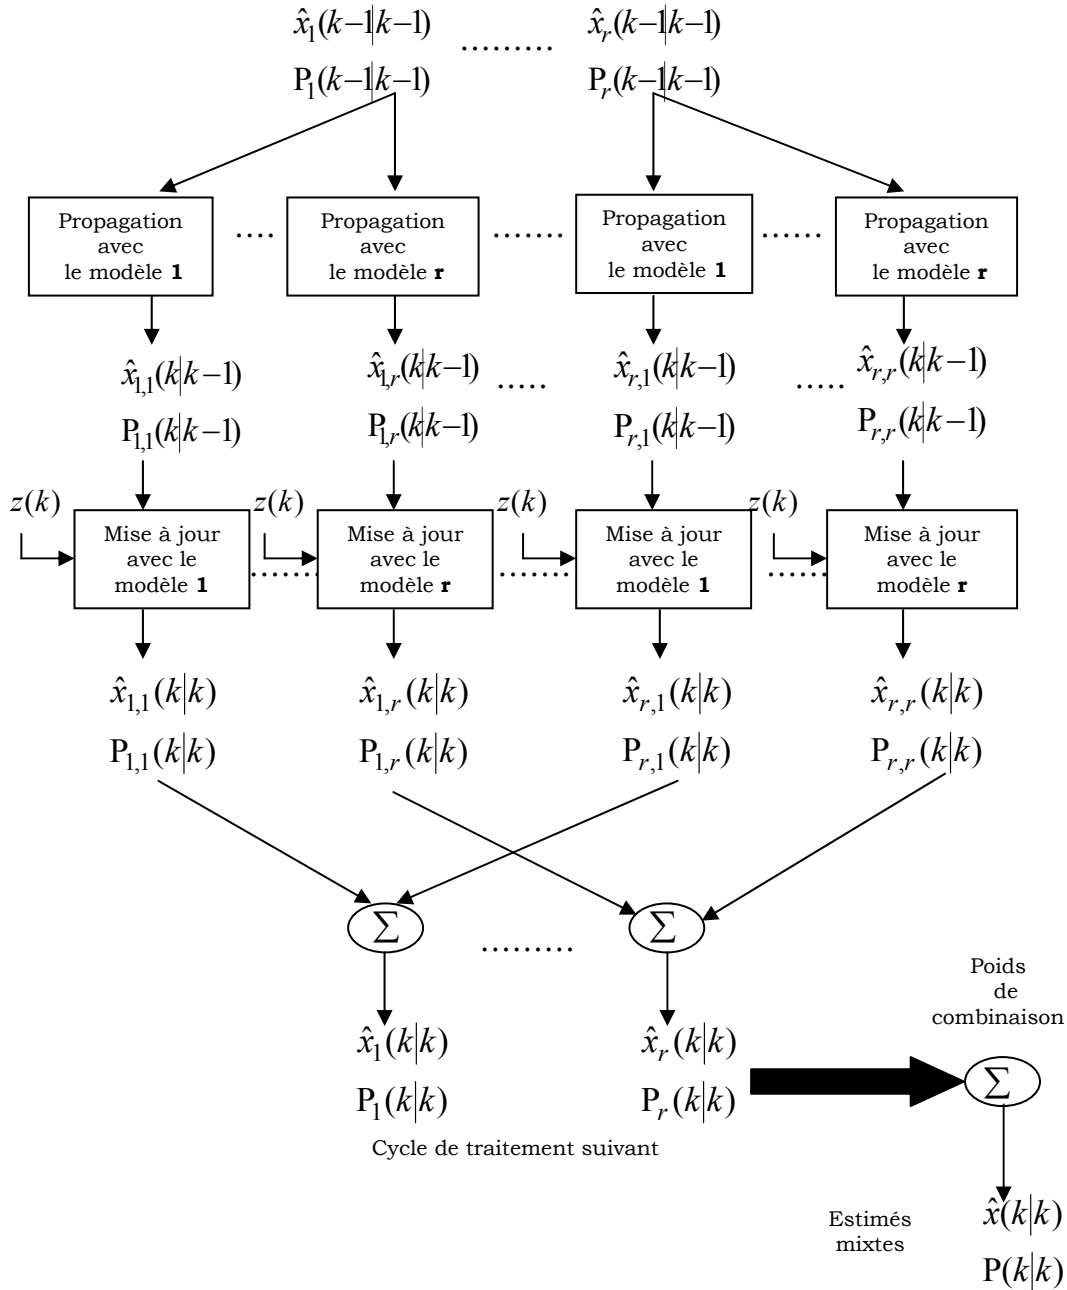 x̂₁(k−1|k−1) ......... x̂ᵣ(k−1|k−1)
P₁(k−1|k−1) Pᵣ(k−1|k−1)
Propagation avec le modèle 1 .... Propagation avec le modèle r ....... Propagation avec le modèle 1 ...... Propagation avec le modèle r
x̂₁,₁(k|k−1) x̂₁,ᵣ(k|k−1) ..... x̂ᵣ,₁(k|k−1) ..... x̂ᵣ,ᵣ(k|k−1)
P₁,₁(k|k−1) P₁,ᵣ(k|k−1) Pᵣ,₁(k|k−1) Pᵣ,ᵣ(k|k−1)
z(k) z(k) z(k) z(k)
Mise à jour avec le modèle 1 ....... Mise à jour avec le modèle r ....... Mise à jour avec le modèle 1 ...... Mise à jour avec le modèle r
x̂₁,₁(k|k) x̂₁,ᵣ(k|k) x̂ᵣ,₁(k|k) x̂ᵣ,ᵣ(k|k)
P₁,₁(k|k) P₁,ᵣ(k|k) Pᵣ,₁(k|k) Pᵣ,ᵣ(k|k)
Σ ......... Σ
Poids
de
combinaison
x̂₁(k|k) x̂ᵣ(k|k)
Σ
P₁(k|k) Pᵣ(k|k)
Cycle de traitement suivant
Estimés
mixtes
x̂(k|k)
P(k|k)